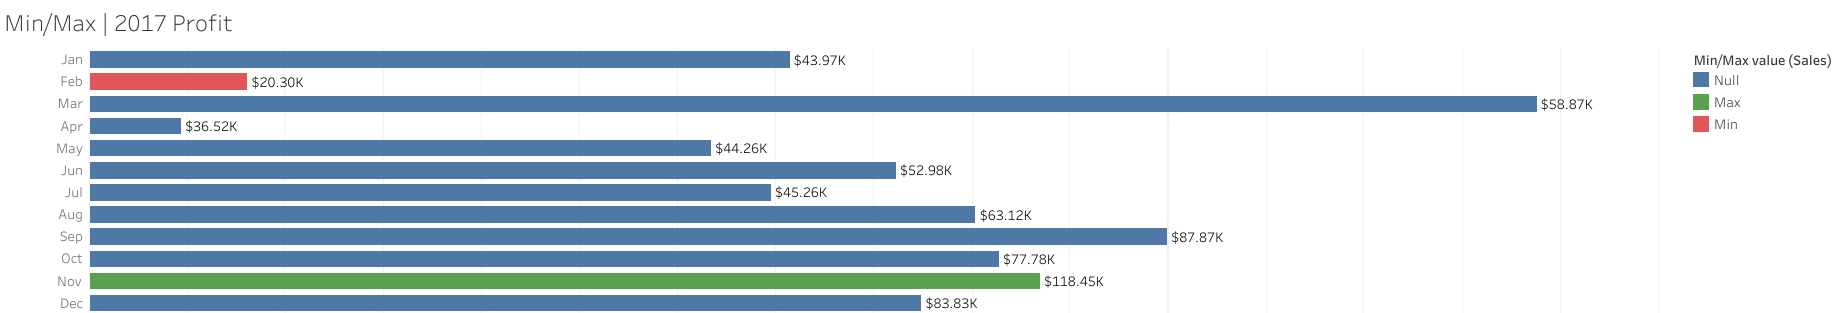 Min/Max | 2017 Profit
Jan $43.97K
Feb $20.30K
Mar $58.87K
Apr $36.52K
May $44.26K
Jun $52.98K
Jul $45.26K
Aug $63.12K
Sep $87.87K
Oct $77.78K
Nov $118.45K
Dec $83.83K
Min/Max value (Sales)
Null
Max
Min